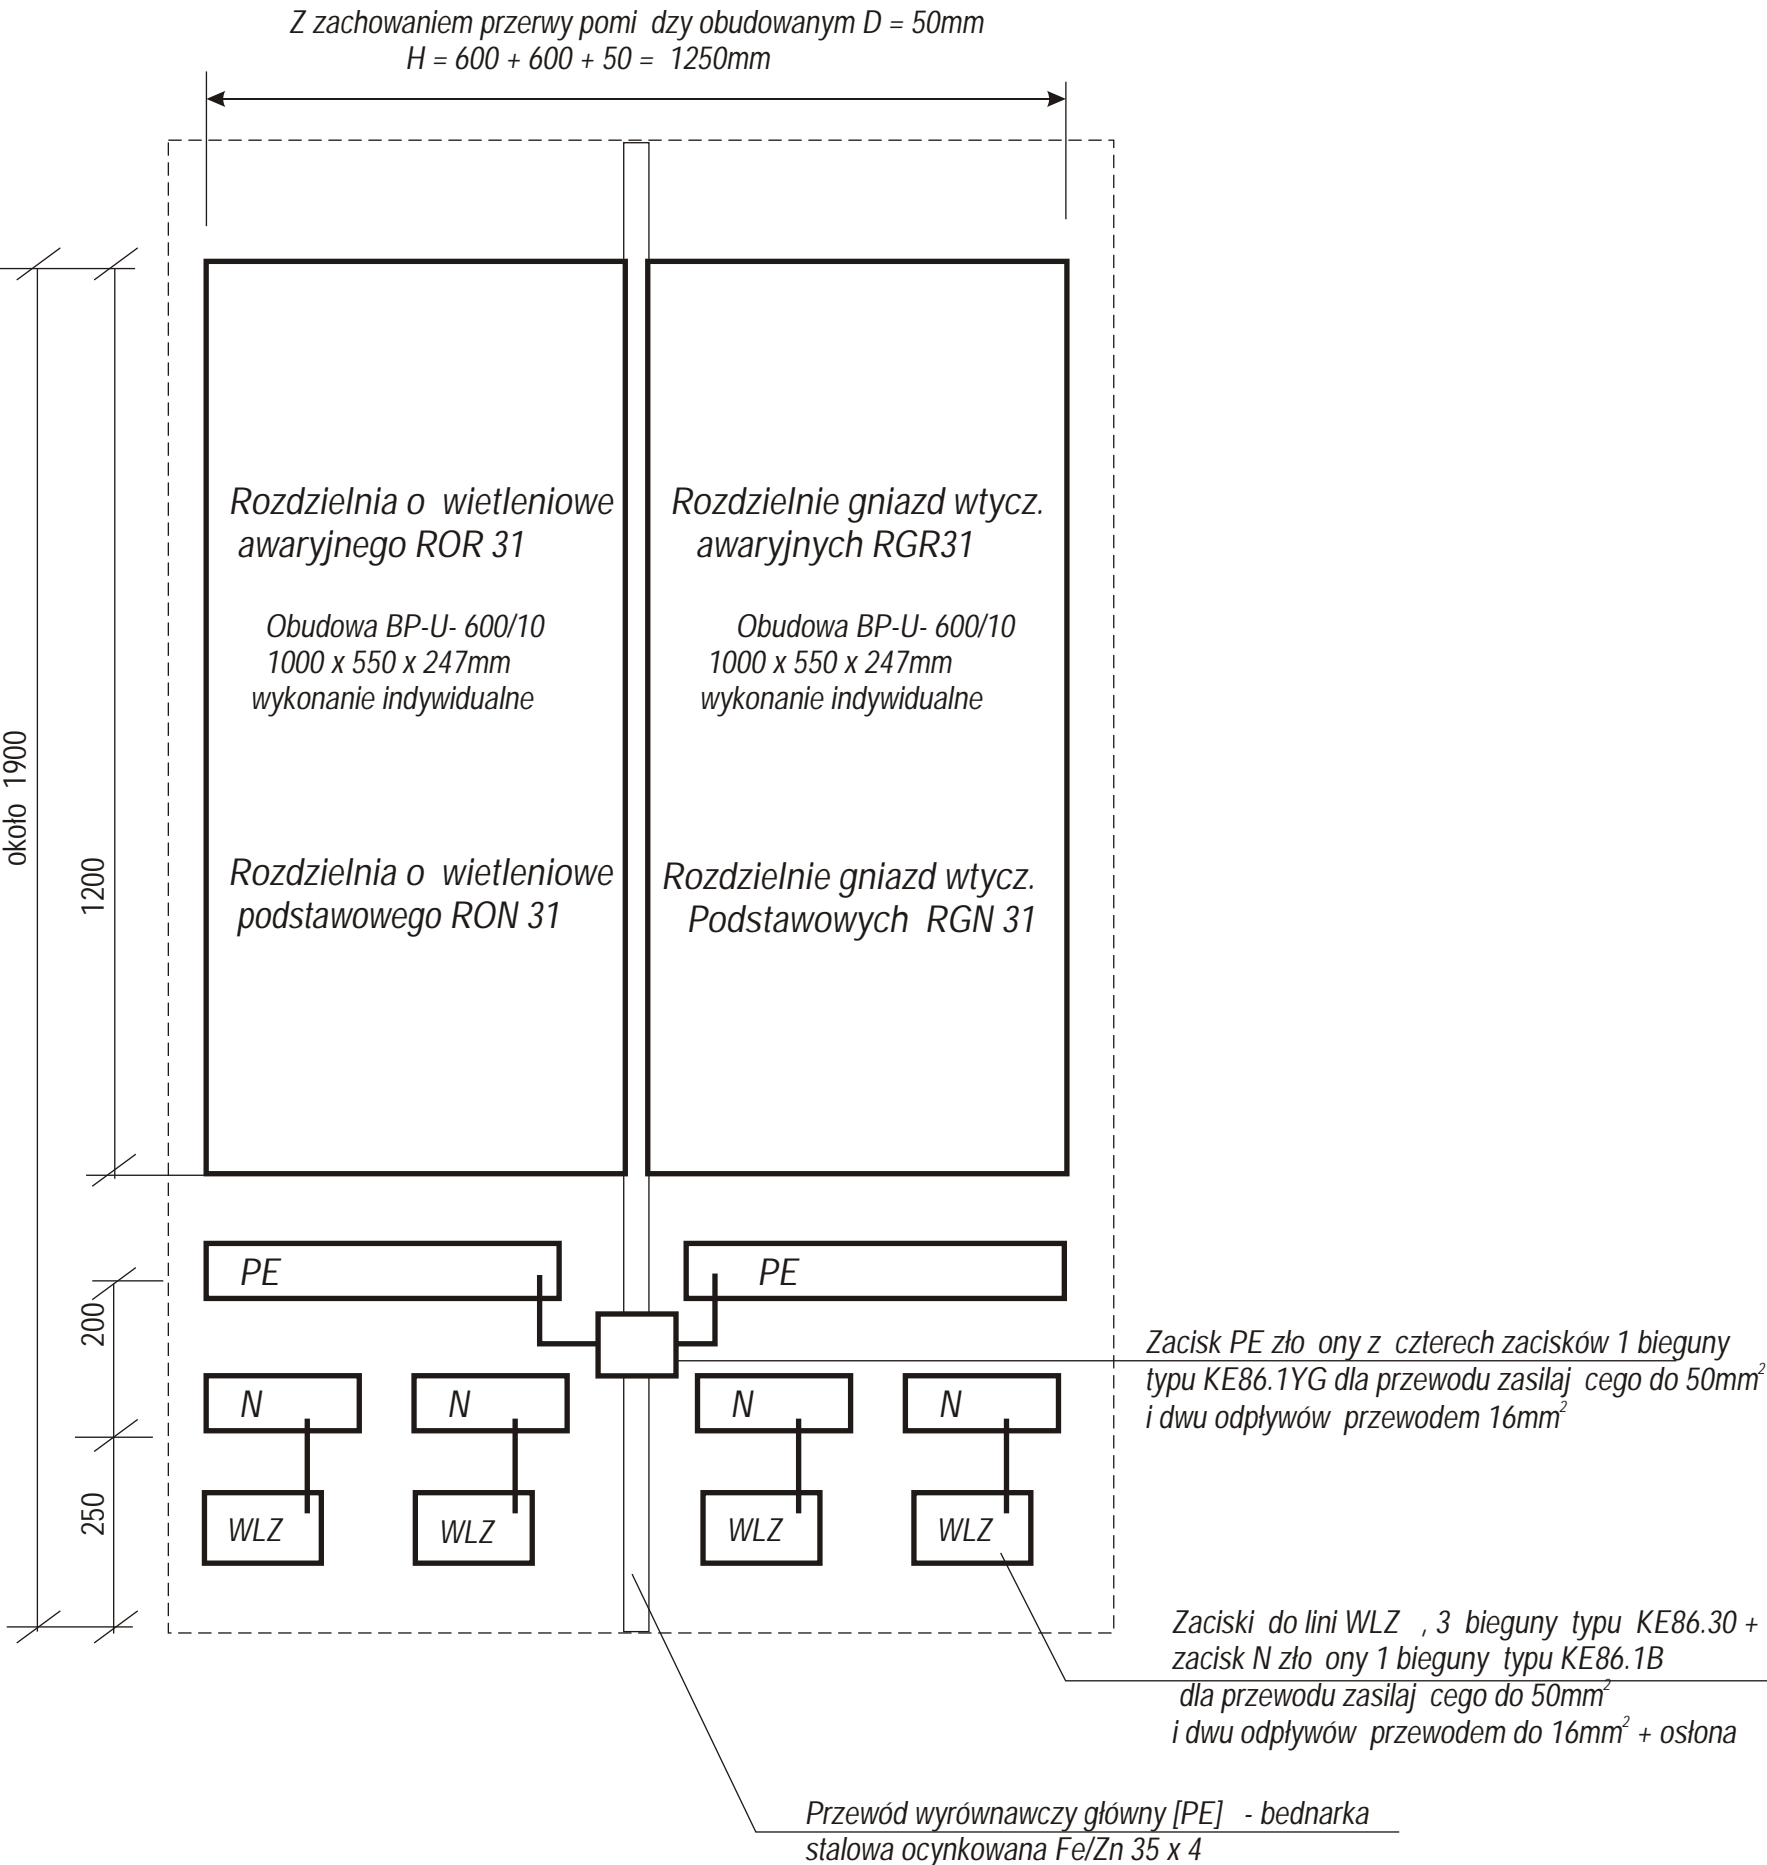 Z zachowaniem przerwy pomi dzy obudowanym D = 50mm
H = 600 + 600 + 50 = 1250mm
około 1900
1200
Rozdzielnia o wietleniowe
awaryjnego ROR 31
Obudowa BP-U- 600/10
1000 x 550 x 247mm
wykonanie indywidualne
Rozdzielnia o wietleniowe
podstawowego RON 31
Rozdzielnie gniazd wtycz.
awaryjnych RGR31
Obudowa BP-U- 600/10
1000 x 550 x 247mm
wykonanie indywidualne
Rozdzielnie gniazd wtycz.
Podstawowych RGN 31
PE
PE
200
N
N
N
N
250
WLZ
WLZ
WLZ
WLZ
Zacisk PE zło ony z czterech zacisków 1 bieguny
typu KE86.1YG dla przewodu zasilaj cego do 50mm²
i dwu odpływów przewodem 16mm²
Zaciski do lini WLZ , 3 bieguny typu KE86.30 +
zacisk N zło ony 1 bieguny typu KE86.1B
dla przewodu zasilaj cego do 50mm²
i dwu odpływów przewodem do 16mm² + osłona
Przewód wyrównawczy główny [PE] - bednarka
stalowa ocynkowana Fe/Zn 35 x 4